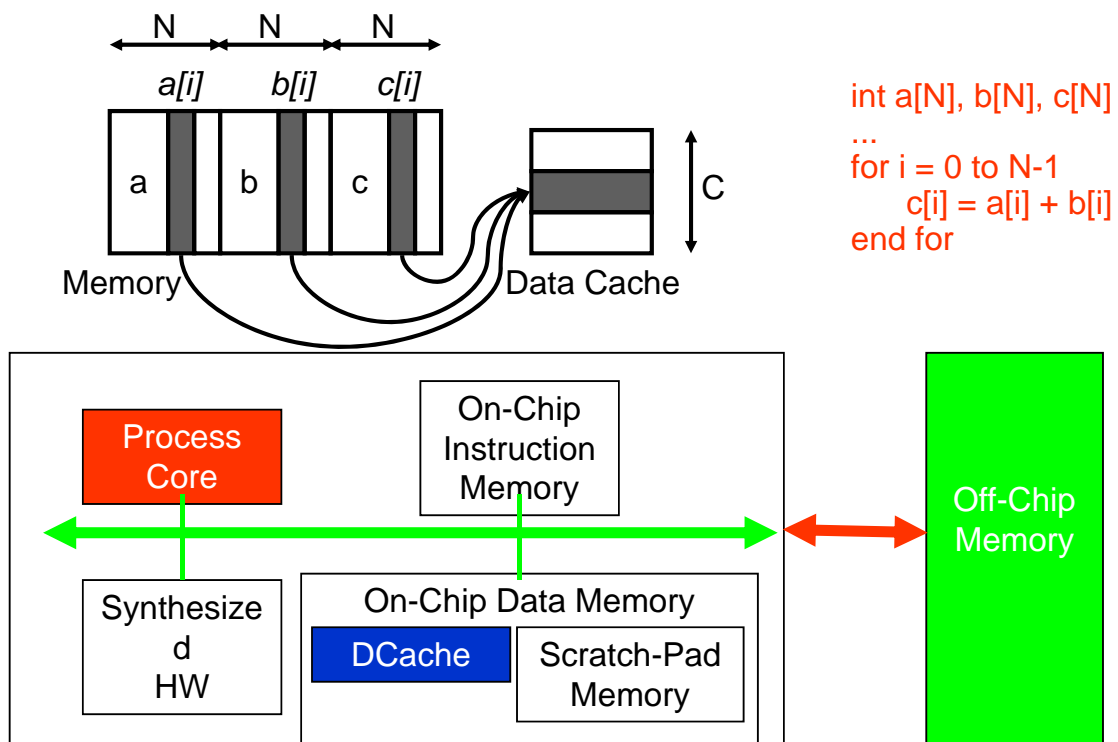 N N N
a[i] b[i] c[i]
a b c
Memory
C
Data Cache
int a[N], b[N], c[N]
...
for i = 0 to N-1
c[i] = a[i] + b[i]
end for
Process
Core
On-Chip
Instruction
Memory
Synthesize
d
HW
On-Chip Data Memory
DCache
Scratch-Pad
Memory
Off-Chip
Memory